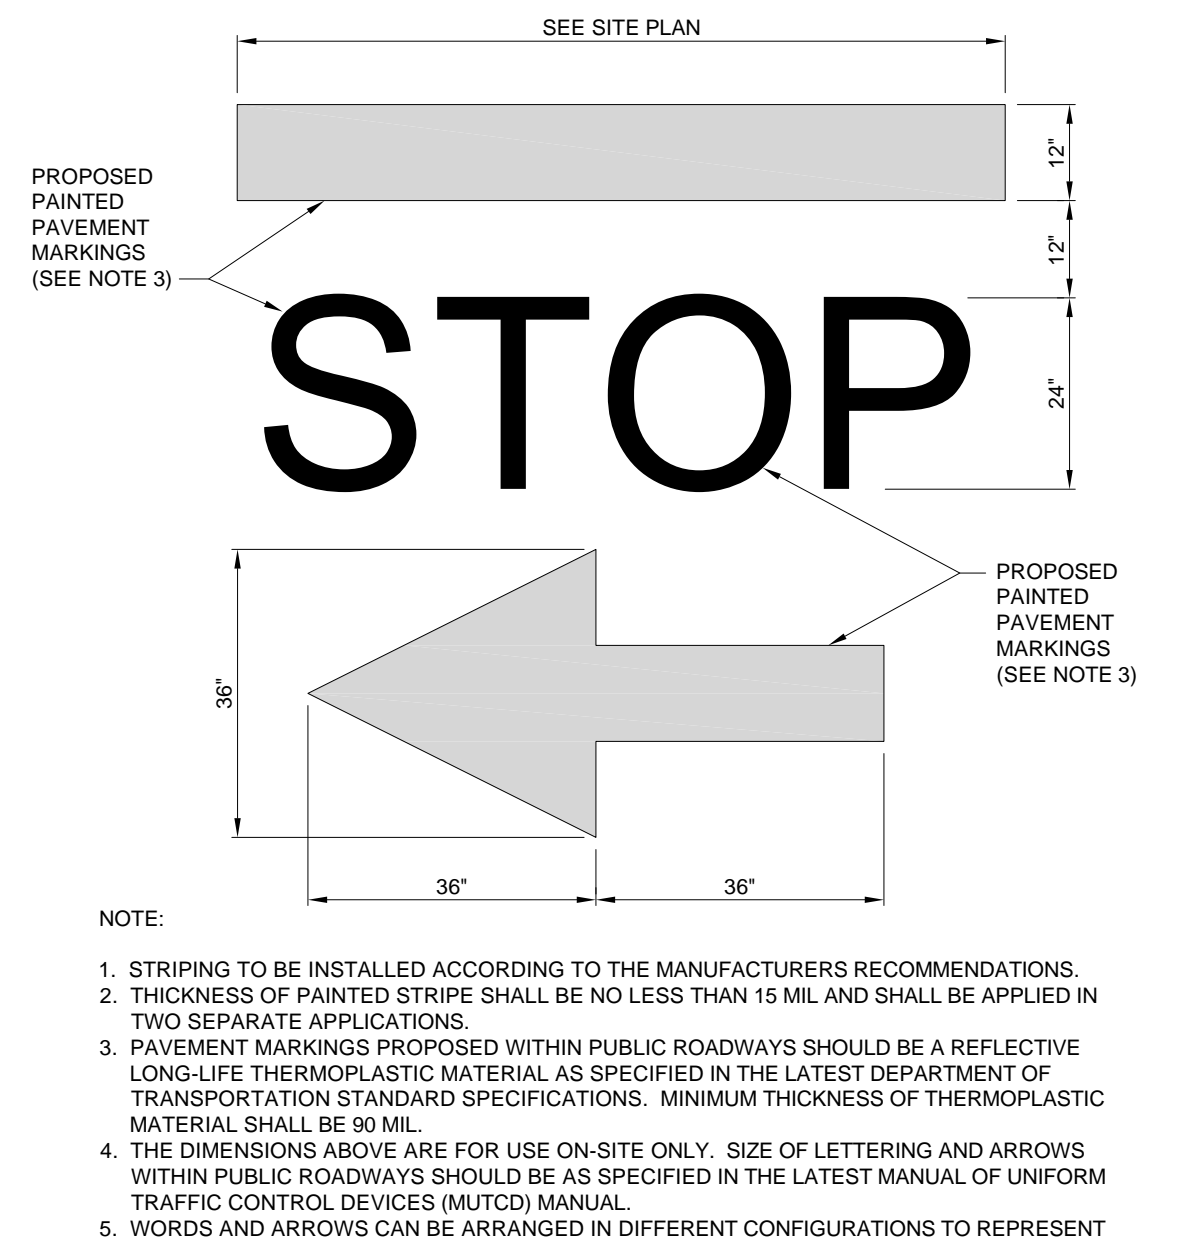 SEE SITE PLAN
12"
PROPOSED
PAINTED
PAVEMENT
MARKINGS
(SEE NOTE 3)
12"
STOP
24"
PROPOSED
PAINTED
PAVEMENT
MARKINGS
(SEE NOTE 3)
36"
36"
36"
NOTE:
1. STRIPING TO BE INSTALLED ACCORDING TO THE MANUFACTURERS RECOMMENDATIONS.
2. THICKNESS OF PAINTED STRIPE SHALL BE NO LESS THAN 15 MIL AND SHALL BE APPLIED IN
TWO SEPARATE APPLICATIONS.
3. PAVEMENT MARKINGS PROPOSED WITHIN PUBLIC ROADWAYS SHOULD BE A REFLECTIVE
LONG-LIFE THERMOPLASTIC MATERIAL AS SPECIFIED IN THE LATEST DEPARTMENT OF
TRANSPORTATION STANDARD SPECIFICATIONS. MINIMUM THICKNESS OF THERMOPLASTIC
MATERIAL SHALL BE 90 MIL.
4. THE DIMENSIONS ABOVE ARE FOR USE ON-SITE ONLY. SIZE OF LETTERING AND ARROWS
WITHIN PUBLIC ROADWAYS SHOULD BE AS SPECIFIED IN THE LATEST MANUAL OF UNIFORM
TRAFFIC CONTROL DEVICES (MUTCD) MANUAL.
5. WORDS AND ARROWS CAN BE ARRANGED IN DIFFERENT CONFIGURATIONS TO REPRESENT